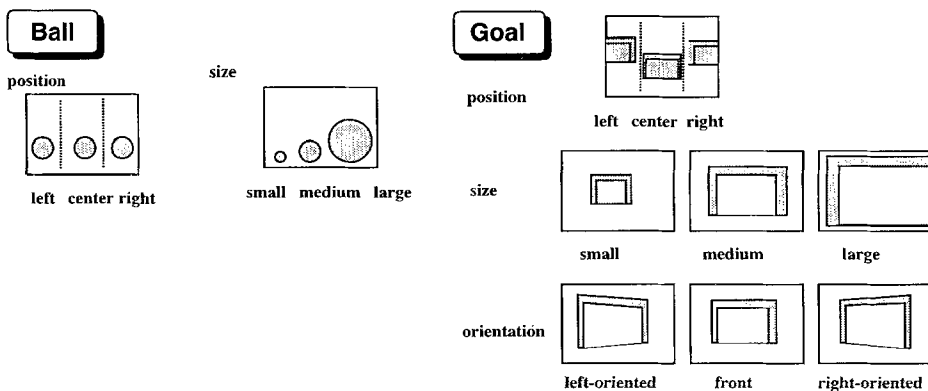 Ball
position
left center right
size
small medium large
Goal
position
left center right
size
small medium large
orientation
left-oriented front right-oriented